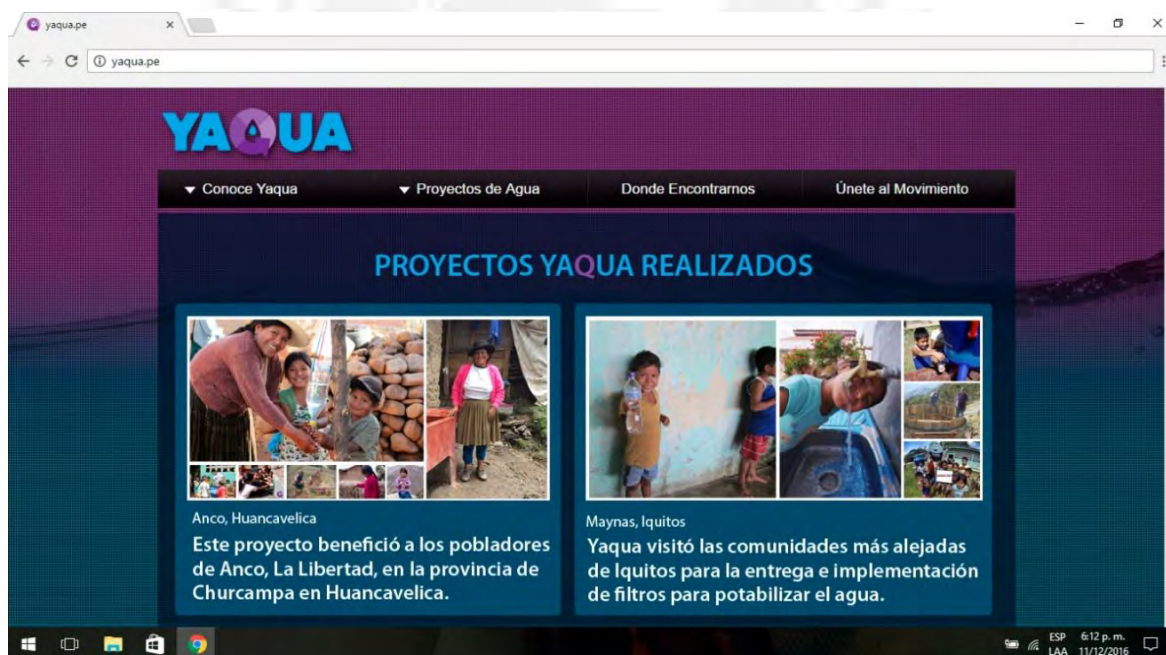 yaqua.pe
yaqua.pe
YAQUA
Conoce Yaqua
Proyectos de Agua
Donde Encontrarnos
Únete al Movimiento
PROYECTOS YAQUA REALIZADOS
Anco, Huancavelica
Este proyecto benefició a los pobladores
de Anco, La Libertad, en la provincia de
Churcampa en Huancavelica.
Maynas, Iquitos
Yaqua visitó las comunidades más alejadas
de Iquitos para la entrega e implementación
de filtros para potabilizar el agua.
ESP
LAA
6:12 p. m.
11/12/2016